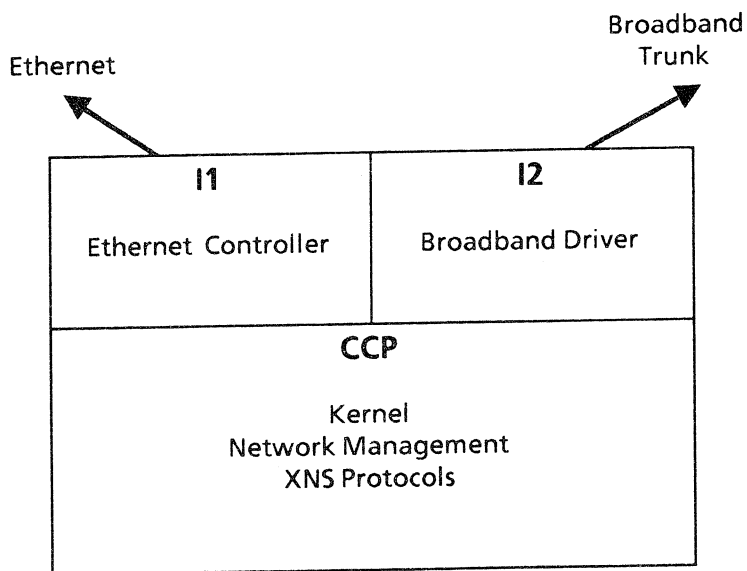 Ethernet
Broadband
Trunk
I1
I2
Ethernet Controller
Broadband Driver
CCP
Kernel
Network Management
XNS Protocols